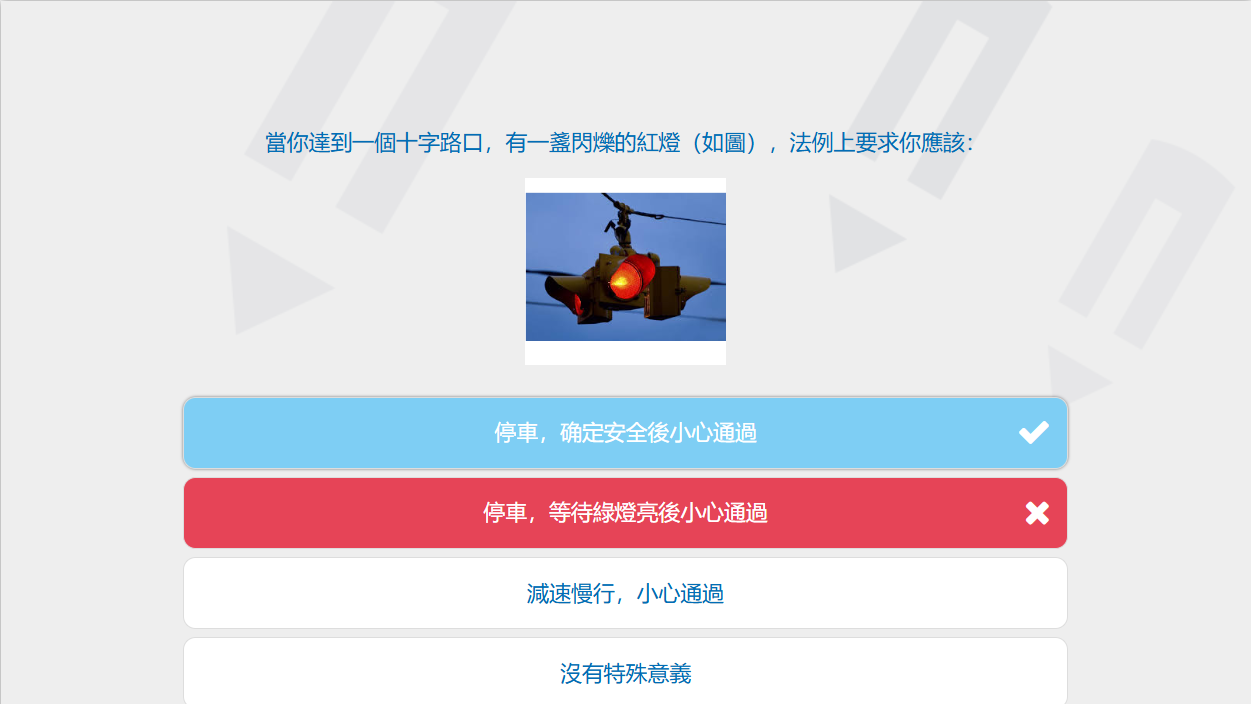 當你達到一個十字路口，有一盞閃爍的紅燈（如圖），法例上要求你應該：
停車，确定安全後小心通過
停車，等待綠燈亮後小心通過
減速慢行，小心通過
沒有特殊意義